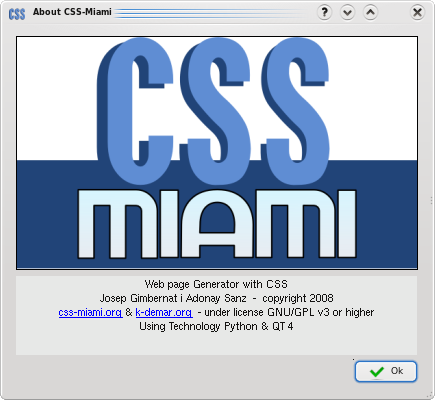 CSS About CSS-Miami ?
CSS
MIAMI
Web page Generator with CSS
Josep Gimbernat i Adonay Sanz - copyright 2008
css-miami.org & k-demar.org - under license GNU/GPL v3 or higher
Using Technology Python & QT 4
Ok